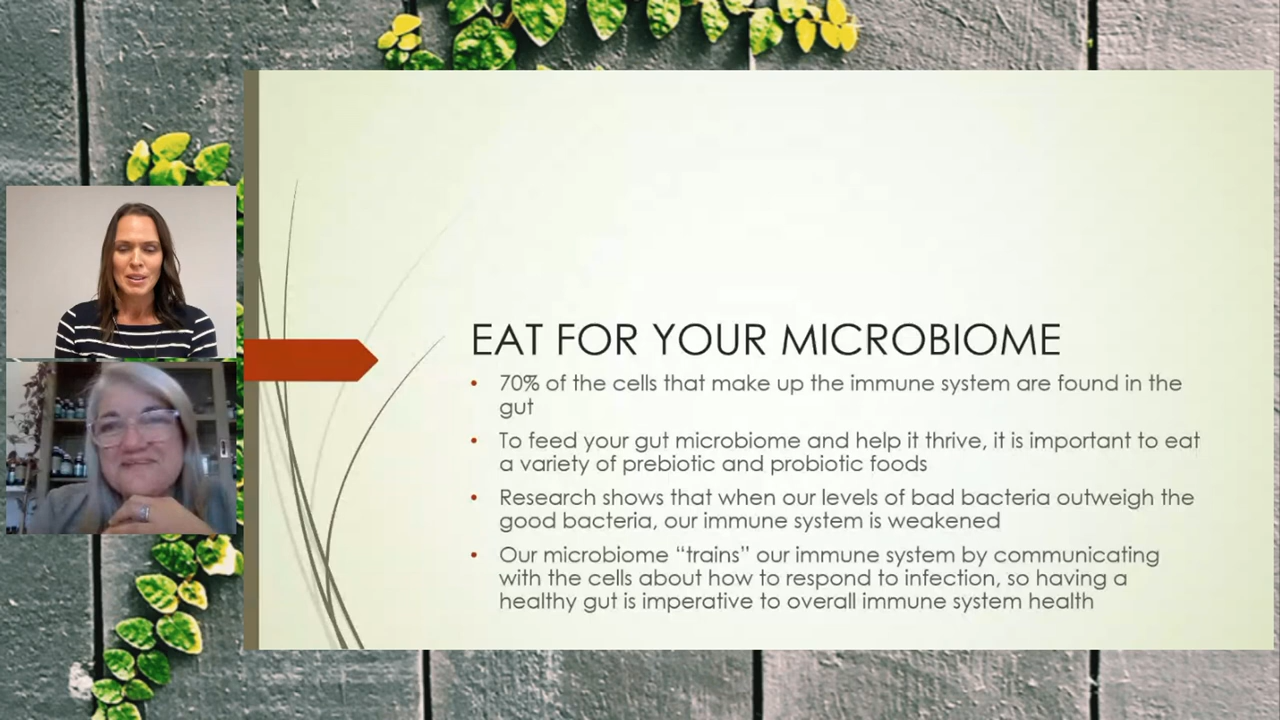 EAT FOR YOUR MICROBIOME
• 70% of the cells that make up the immune system are found in the
gut
• To feed your gut microbiome and help it thrive, it is important to eat
a variety of prebiotic and probiotic foods
• Research shows that when our levels of bad bacteria outweigh the
good bacteria, our immune system is weakened
• Our microbiome “trains” our immune system by communicating
with the cells about how to respond to infection, so having a
healthy gut is imperative to overall immune system health